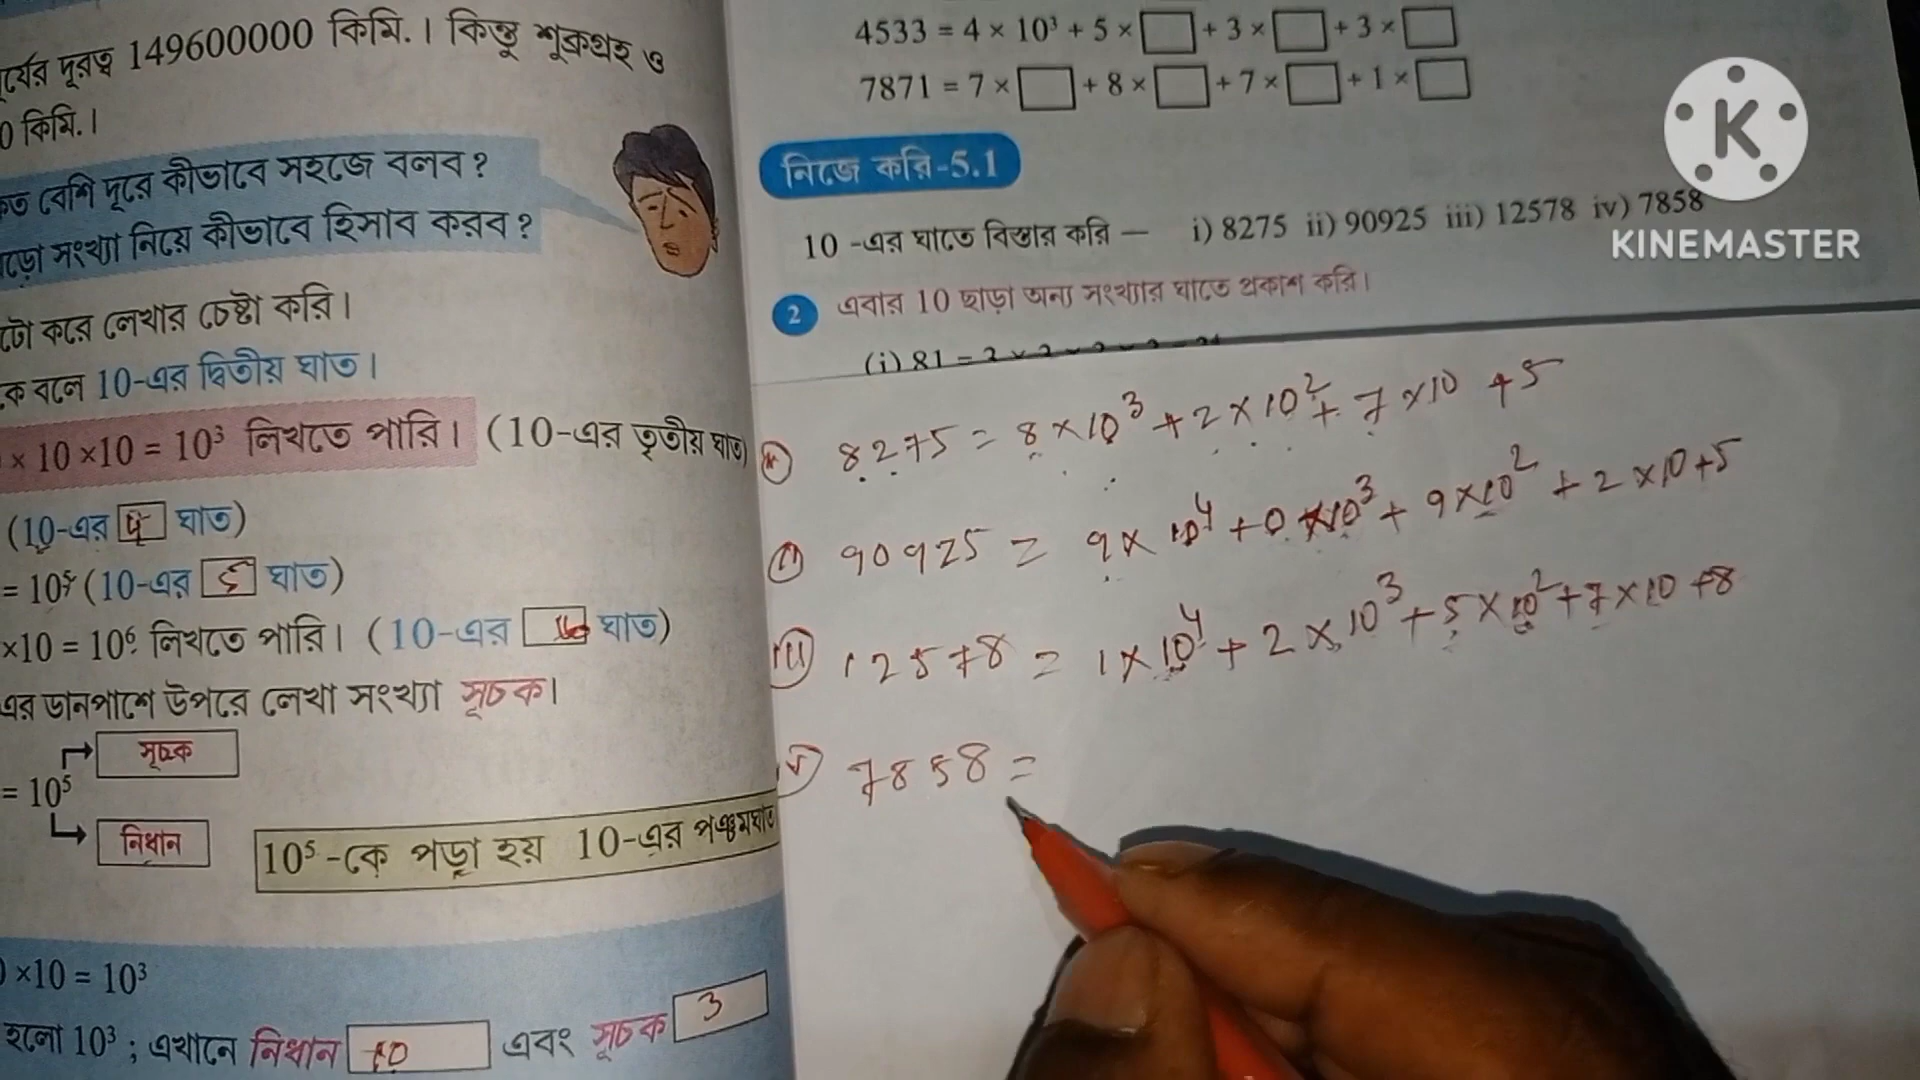 র্যের দূরত্ব 149600000 কিমি.। কিন্তু শুক্রগ্রহ ও
0 কিমি.।
কত বেশি দূরে কীভাবে সহজে বলব?
ড়ো সংখ্যা নিয়ে কীভাবে হিসাব করব?
টো করে লেখার চেষ্টা করি।
কে বলে 10-এর দ্বিতীয় ঘাত।
× 10 ×10 = 10³ লিখতে পারি। (10-এর তৃতীয় ঘাত)
(10-এর 4 ঘাত)
= 10⁵ (10-এর 5 ঘাত)
×10 = 10⁶ লিখতে পারি। (10-এর 6 ঘাত)
এর ডানপাশে উপরে লেখা সংখ্যা সূচক।
সূচক
= 10⁵
নিধান
10⁵ -কে পড়া হয় 10-এর পঞ্চমঘাত
×10 = 10³
হলো 10³ ; এখানে নিধান 10 এবং সূচক 3
4533 = 4 × 10³ + 5 × □ + 3 × □ + 3 × □
7871 = 7 × □ + 8 × □ + 7 × □ + 1 × □
নিজে করি-5.1
10 -এর ঘাতে বিস্তার করি — i) 8275 ii) 90925 iii) 12578 iv) 7858
2 এবার 10 ছাড়া অন্য সংখ্যার ঘাতে প্রকাশ করি।
(i) 81 =
8275 = 8 × 10³ + 2 × 10² + 7 × 10 + 5
(ii) 90925 = 9 × 10⁴ + 0 × 10³ + 9 × 10² + 2 × 10 + 5
(iii) 12578 = 1 × 10⁴ + 2 × 10³ + 5 × 10² + 7 × 10 + 8
7858 =
K
KINEMASTER